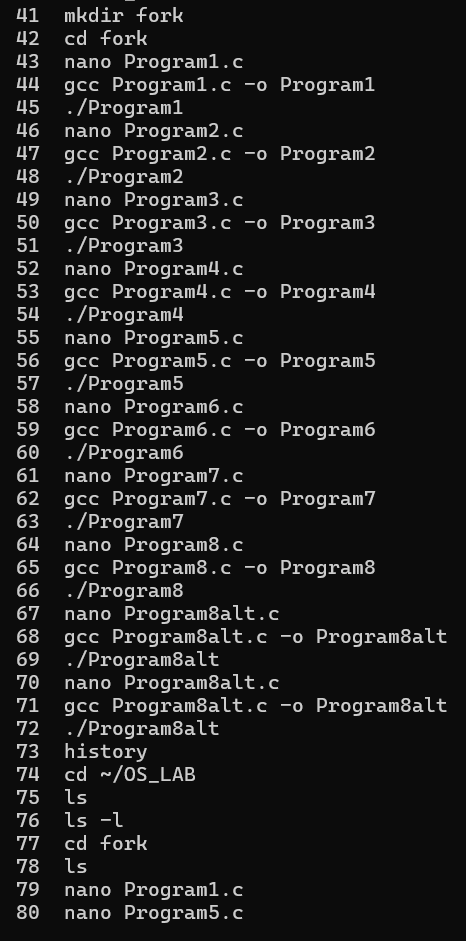 41 mkdir fork
42 cd fork
43 nano Program1.c
44 gcc Program1.c -o Program1
45 ./Program1
46 nano Program2.c
47 gcc Program2.c -o Program2
48 ./Program2
49 nano Program3.c
50 gcc Program3.c -o Program3
51 ./Program3
52 nano Program4.c
53 gcc Program4.c -o Program4
54 ./Program4
55 nano Program5.c
56 gcc Program5.c -o Program5
57 ./Program5
58 nano Program6.c
59 gcc Program6.c -o Program6
60 ./Program6
61 nano Program7.c
62 gcc Program7.c -o Program7
63 ./Program7
64 nano Program8.c
65 gcc Program8.c -o Program8
66 ./Program8
67 nano Program8alt.c
68 gcc Program8alt.c -o Program8alt
69 ./Program8alt
70 nano Program8alt.c
71 gcc Program8alt.c -o Program8alt
72 ./Program8alt
73 history
74 cd ~/OS_LAB
75 ls
76 ls -l
77 cd fork
78 ls
79 nano Program1.c
80 nano Program5.c